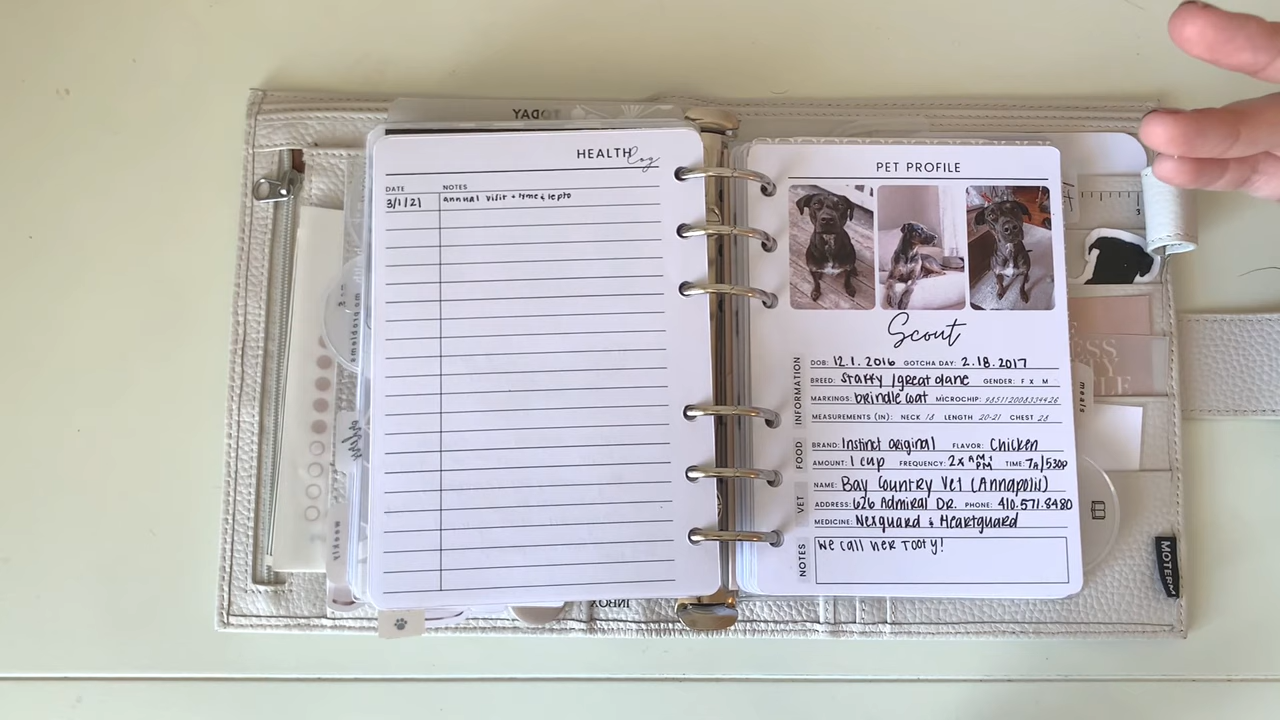 TODAY
HEALTH log
DATE NOTES
3/1/21 annual visit + lyme & lepto
PET PROFILE
Scout
INFORMATION
DOB: 12.1.2016 GOTCHA DAY: 2.18.2017
BREED: Staffy / great dane GENDER: F X M
MARKINGS: brindle coat MICROCHIP: 985112008334426
MEASUREMENTS (IN): NECK 18 LENGTH 20-21 CHEST 28
FOOD
BRAND: Instinct original FLAVOR: Chicken
AMOUNT: 1 cup FREQUENCY: 2x AM & PM TIME: 7A/530P
VET
NAME: Bay Country Vet (Annapolis)
ADDRESS: 626 Admiral Dr. PHONE: 410.571.8480
MEDICINE: Nexguard & Heartguard
NOTES
We call her Tooty!
meals
MOTERM
INBOX
3